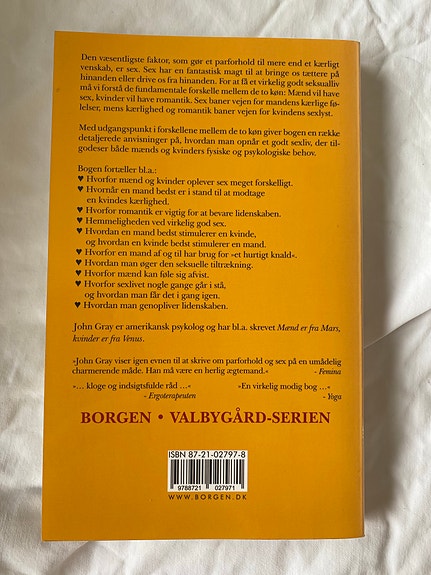 Den væsentligste faktor, som gør et parforhold til mere end et kærligt
venskab, er sex. Sex har en fantastisk magt til at bringe os tættere på
hinanden eller drive os fra hinanden. For at få et virkelig godt seksualliv
må vi forstå de fundamentale forskelle mellem de to køn: Mænd vil have
sex, kvinder vil have romantik. Sex baner vejen for mandens kærlige fø-
lelser, mens kærlighed og romantik baner vejen for kvindens sexlyst.
Med udgangspunkt i forskellene mellem de to køn giver bogen en række
detaljerede anvisninger på, hvordan man opnår et godt sexliv, der til-
godeser både mænds og kvinders fysiske og psykologiske behov.
Bogen fortæller bl.a.:
♥ Hvorfor mænd og kvinder oplever sex meget forskelligt.
♥ Hvornår en mand bedst er i stand til at modtage
en kvindes kærlighed.
♥ Hvorfor romantik er vigtig for at bevare lidenskaben.
♥ Hemmeligheden ved virkelig god sex.
♥ Hvordan en mand bedst stimulerer en kvinde,
og hvordan en kvinde bedst stimulerer en mand.
♥ Hvorfor en mand af og til har brug for »et hurtigt knald«.
♥ Hvordan man øger den seksuelle tiltrækning.
♥ Hvorfor mænd kan føle sig afvist.
♥ Hvorfor sexlivet nogle gange går i stå,
og hvordan man får det i gang igen.
♥ Hvordan man genopliver lidenskaben.
John Gray er amerikansk psykolog og har bl.a. skrevet Mænd er fra Mars,
kvinder er fra Venus.
»John Gray viser igen evnen til at skrive om parforhold og sex på en umådelig
charmerende måde. Han må være en herlig ægtemand.«
- Femina
»... kloge og indsigtsfulde råd ...«
- Ergoterapeuten
»En virkelig modig bog ...«
- Yoga
BORGEN • VALBYGÅRD-SERIEN
ISBN 87-21-02797-8
9788721 027971
WWW.BORGEN.DK